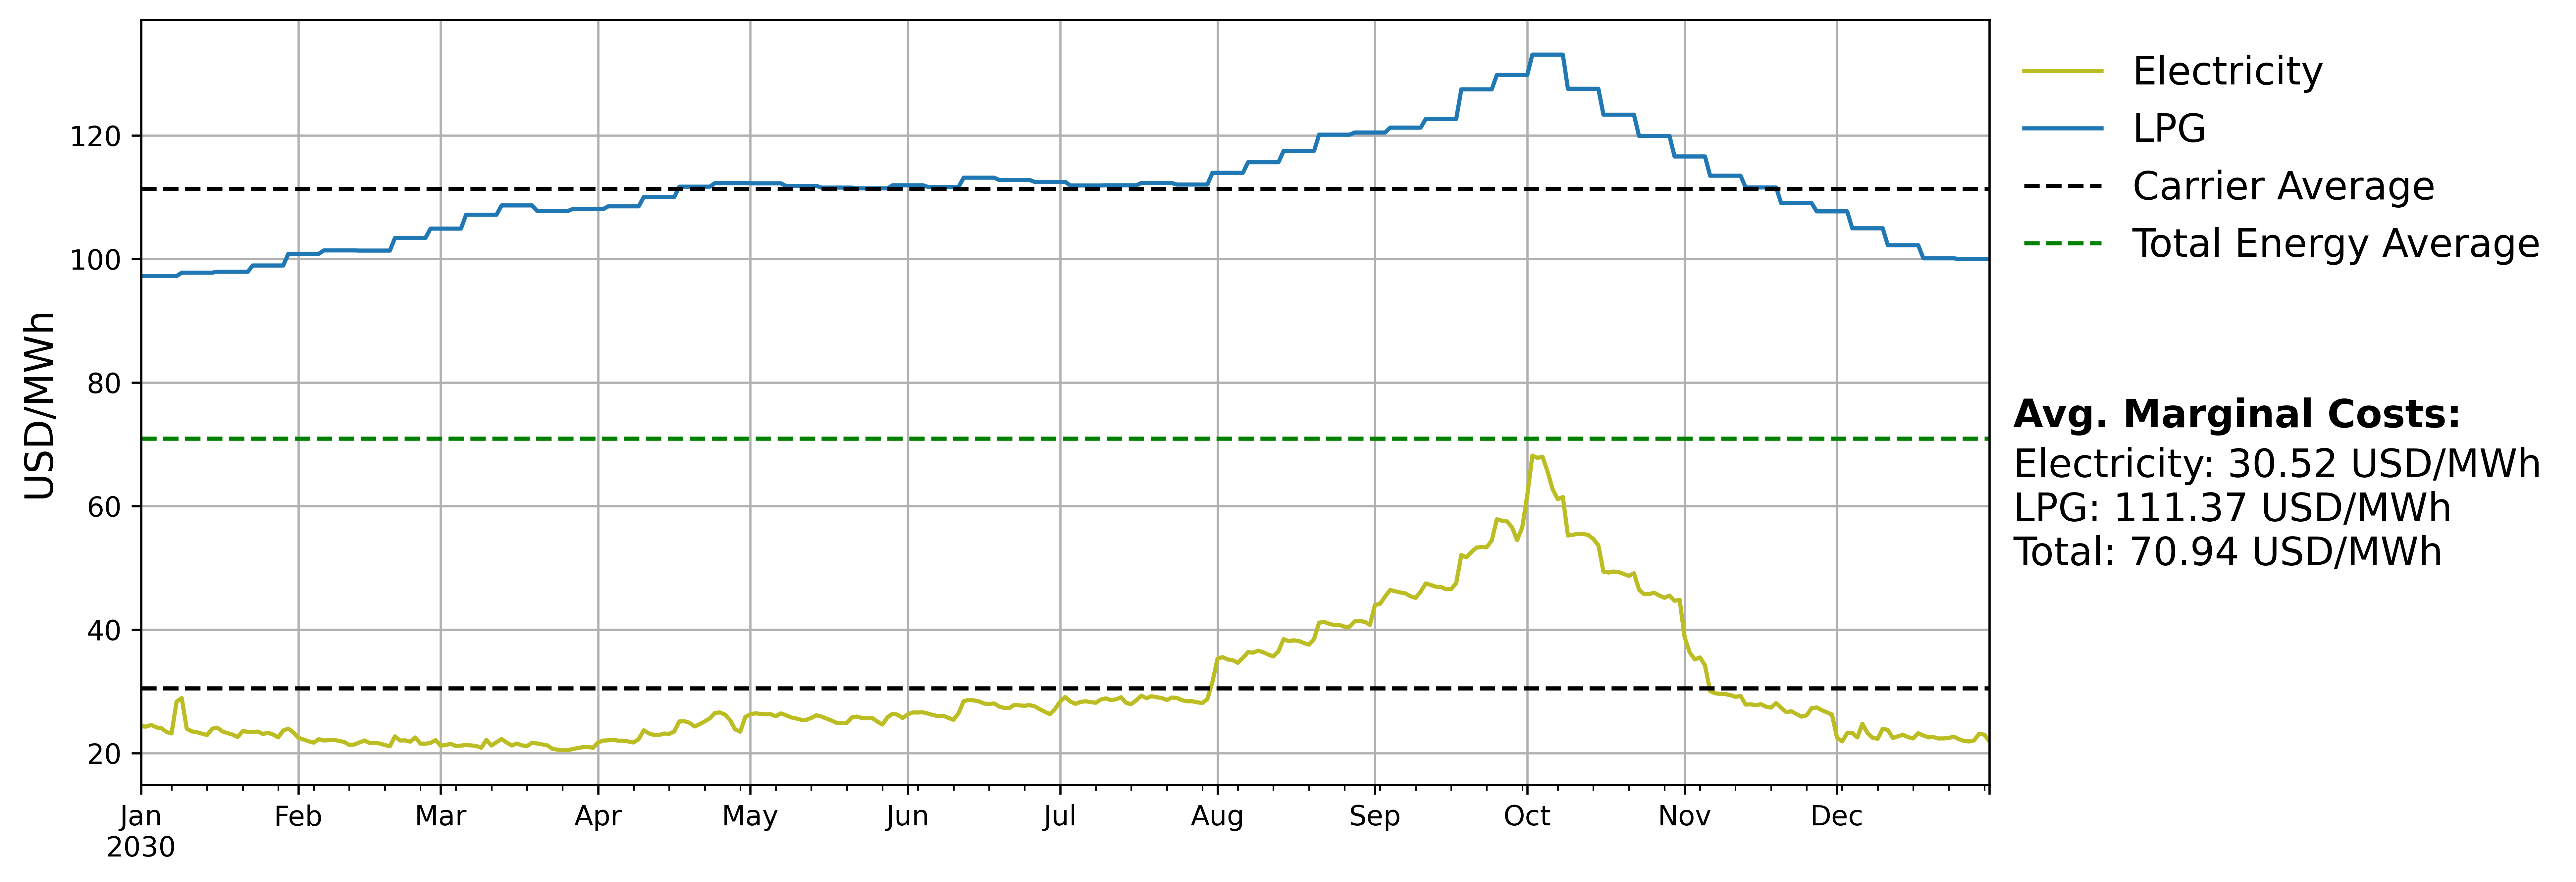 USD/MWh
120
100
80
60
40
20
Jan
2030
Feb
Mar
Apr
May
Jun
Jul
Aug
Sep
Oct
Nov
Dec
Electricity
LPG
Carrier Average
Total Energy Average
Avg. Marginal Costs:
Electricity: 30.52 USD/MWh
LPG: 111.37 USD/MWh
Total: 70.94 USD/MWh